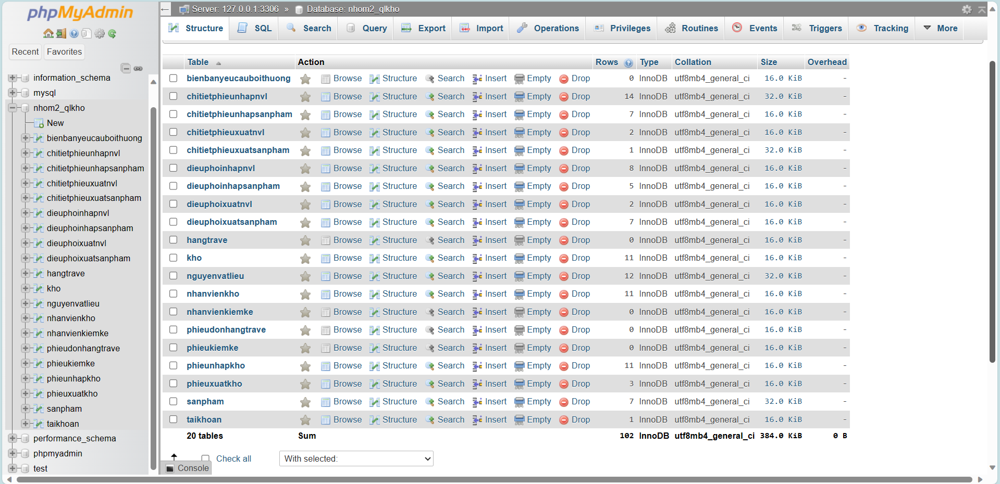 phpMyAdmin
Recent Favorites
information_schema
mysql
nhom2_qlkho
New
bienbanyeucauboithuong
chitietphieunhapnvl
chitietphieunhapsanpham
chitietphieuxuatnvl
chitietphieuxuatsanpham
dieuphoinhapnvl
dieuphoinhapsanpham
dieuphoixuatnvl
dieuphoixuatsanpham
hangtrave
kho
nguyenvatlieu
nhanvienkho
nhanvienkiemke
phieudonhangtrave
phieukiemke
phieunhapkho
phieuxuatkho
sanpham
taikhoan
performance_schema
phpmyadmin
test
Server: 127.0.0.1:3306 » Database: nhom2_qlkho
Structure SQL Search Query Export Import Operations Privileges Routines Events Triggers Tracking More
Table Action Rows Type Collation Size Overhead
bienbanyeucauboithuong Browse Structure Search Insert Empty Drop 0 InnoDB utf8mb4_general_ci 16.0 KiB -
chitietphieunhapnvl Browse Structure Search Insert Empty Drop 14 InnoDB utf8mb4_general_ci 32.0 KiB -
chitietphieunhapsanpham Browse Structure Search Insert Empty Drop 7 InnoDB utf8mb4_general_ci 16.0 KiB -
chitietphieuxuatnvl Browse Structure Search Insert Empty Drop 2 InnoDB utf8mb4_general_ci 16.0 KiB -
chitietphieuxuatsanpham Browse Structure Search Insert Empty Drop 1 InnoDB utf8mb4_general_ci 32.0 KiB -
dieuphoinhapnvl Browse Structure Search Insert Empty Drop 8 InnoDB utf8mb4_general_ci 16.0 KiB -
dieuphoinhapsanpham Browse Structure Search Insert Empty Drop 5 InnoDB utf8mb4_general_ci 16.0 KiB -
dieuphoixuatnvl Browse Structure Search Insert Empty Drop 2 InnoDB utf8mb4_general_ci 16.0 KiB -
dieuphoixuatsanpham Browse Structure Search Insert Empty Drop 7 InnoDB utf8mb4_general_ci 16.0 KiB -
hangtrave Browse Structure Search Insert Empty Drop 0 InnoDB utf8mb4_general_ci 16.0 KiB -
kho Browse Structure Search Insert Empty Drop 11 InnoDB utf8mb4_general_ci 16.0 KiB -
nguyenvatlieu Browse Structure Search Insert Empty Drop 12 InnoDB utf8mb4_general_ci 32.0 KiB -
nhanvienkho Browse Structure Search Insert Empty Drop 11 InnoDB utf8mb4_general_ci 16.0 KiB -
nhanvienkiemke Browse Structure Search Insert Empty Drop 0 InnoDB utf8mb4_general_ci 16.0 KiB -
phieudonhangtrave Browse Structure Search Insert Empty Drop 0 InnoDB utf8mb4_general_ci 16.0 KiB -
phieukiemke Browse Structure Search Insert Empty Drop 0 InnoDB utf8mb4_general_ci 16.0 KiB -
phieunhapkho Browse Structure Search Insert Empty Drop 11 InnoDB utf8mb4_general_ci 16.0 KiB -
phieuxuatkho Browse Structure Search Insert Empty Drop 3 InnoDB utf8mb4_general_ci 16.0 KiB -
sanpham Browse Structure Search Insert Empty Drop 7 InnoDB utf8mb4_general_ci 32.0 KiB -
taikhoan Browse Structure Search Insert Empty Drop 1 InnoDB utf8mb4_general_ci 16.0 KiB -
20 tables Sum 102 InnoDB utf8mb4_general_ci 384.0 KiB 0 B
Check all With selected:
Console